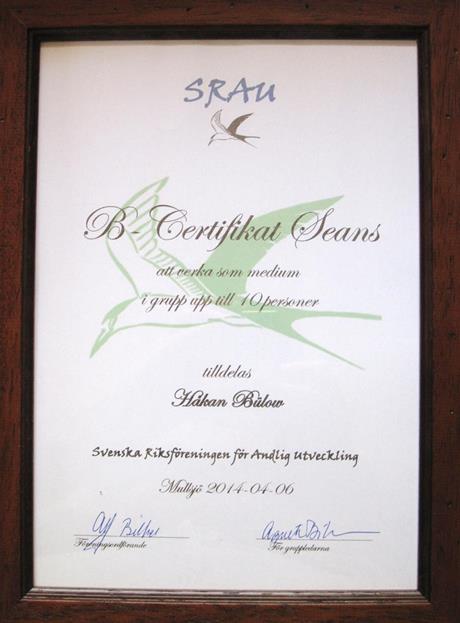 SRAU
B-Certifikat Seans
att verka som medium
i grupp upp till 10 personer
tilldelas
Håkan Bülow
Svenska Riksföreningen för Andlig Utveckling
Mullsjö 2014-04-06
Föreningsordförande
För gruppledarna